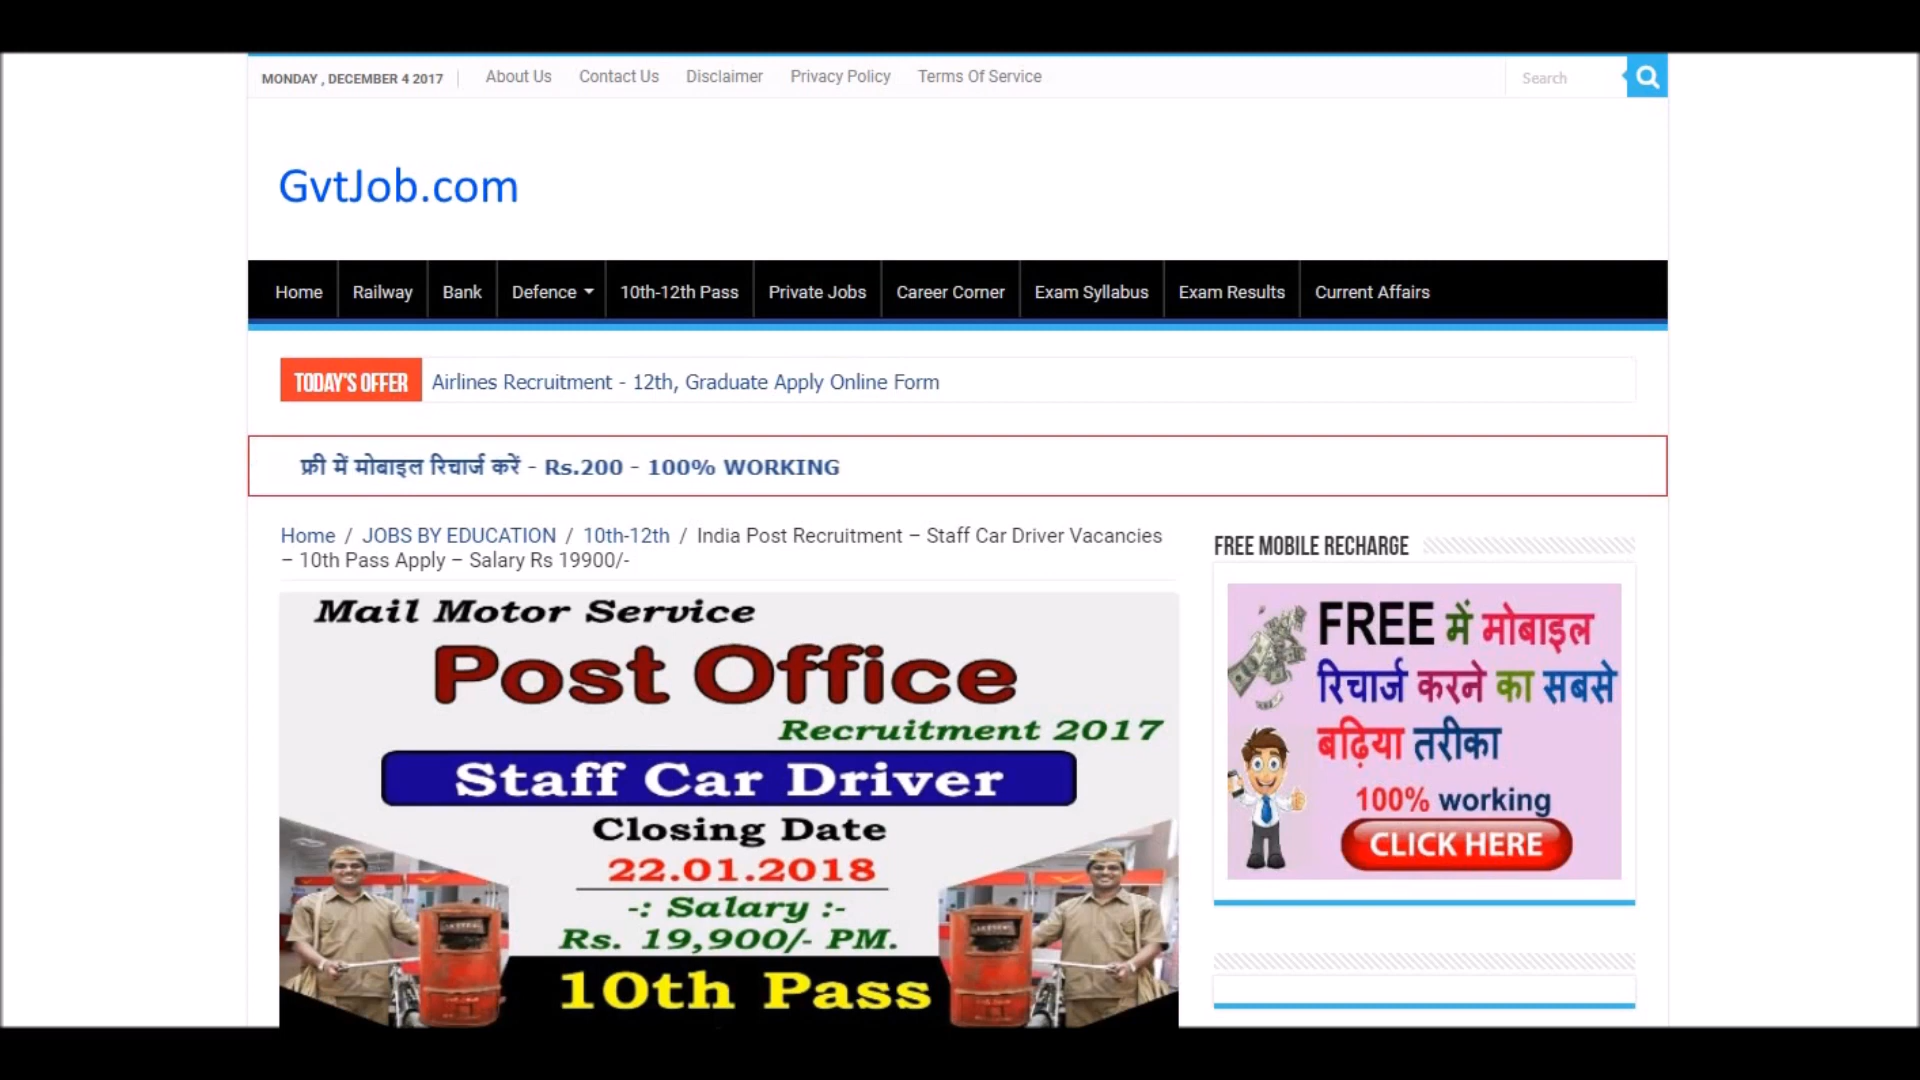 MONDAY , DECEMBER 4 2017
About Us
Contact Us
Disclaimer
Privacy Policy
Terms Of Service
Search
GvtJob.com
Home
Railway
Bank
Defence
10th-12th Pass
Private Jobs
Career Corner
Exam Syllabus
Exam Results
Current Affairs
TODAY'S OFFER
Airlines Recruitment - 12th, Graduate Apply Online Form
फ्री में मोबाइल रिचार्ज करें - Rs.200 - 100% WORKING
Home / JOBS BY EDUCATION / 10th-12th / India Post Recruitment – Staff Car Driver Vacancies
– 10th Pass Apply – Salary Rs 19900/-
Mail Motor Service
Post Office
Recruitment 2017
Staff Car Driver
Closing Date
22.01.2018
-: Salary :-
Rs. 19,900/- PM.
10th Pass
FREE MOBILE RECHARGE
FREE में मोबाइल
रिचार्ज करने का सबसे
बढ़िया तरीका
100% working
CLICK HERE